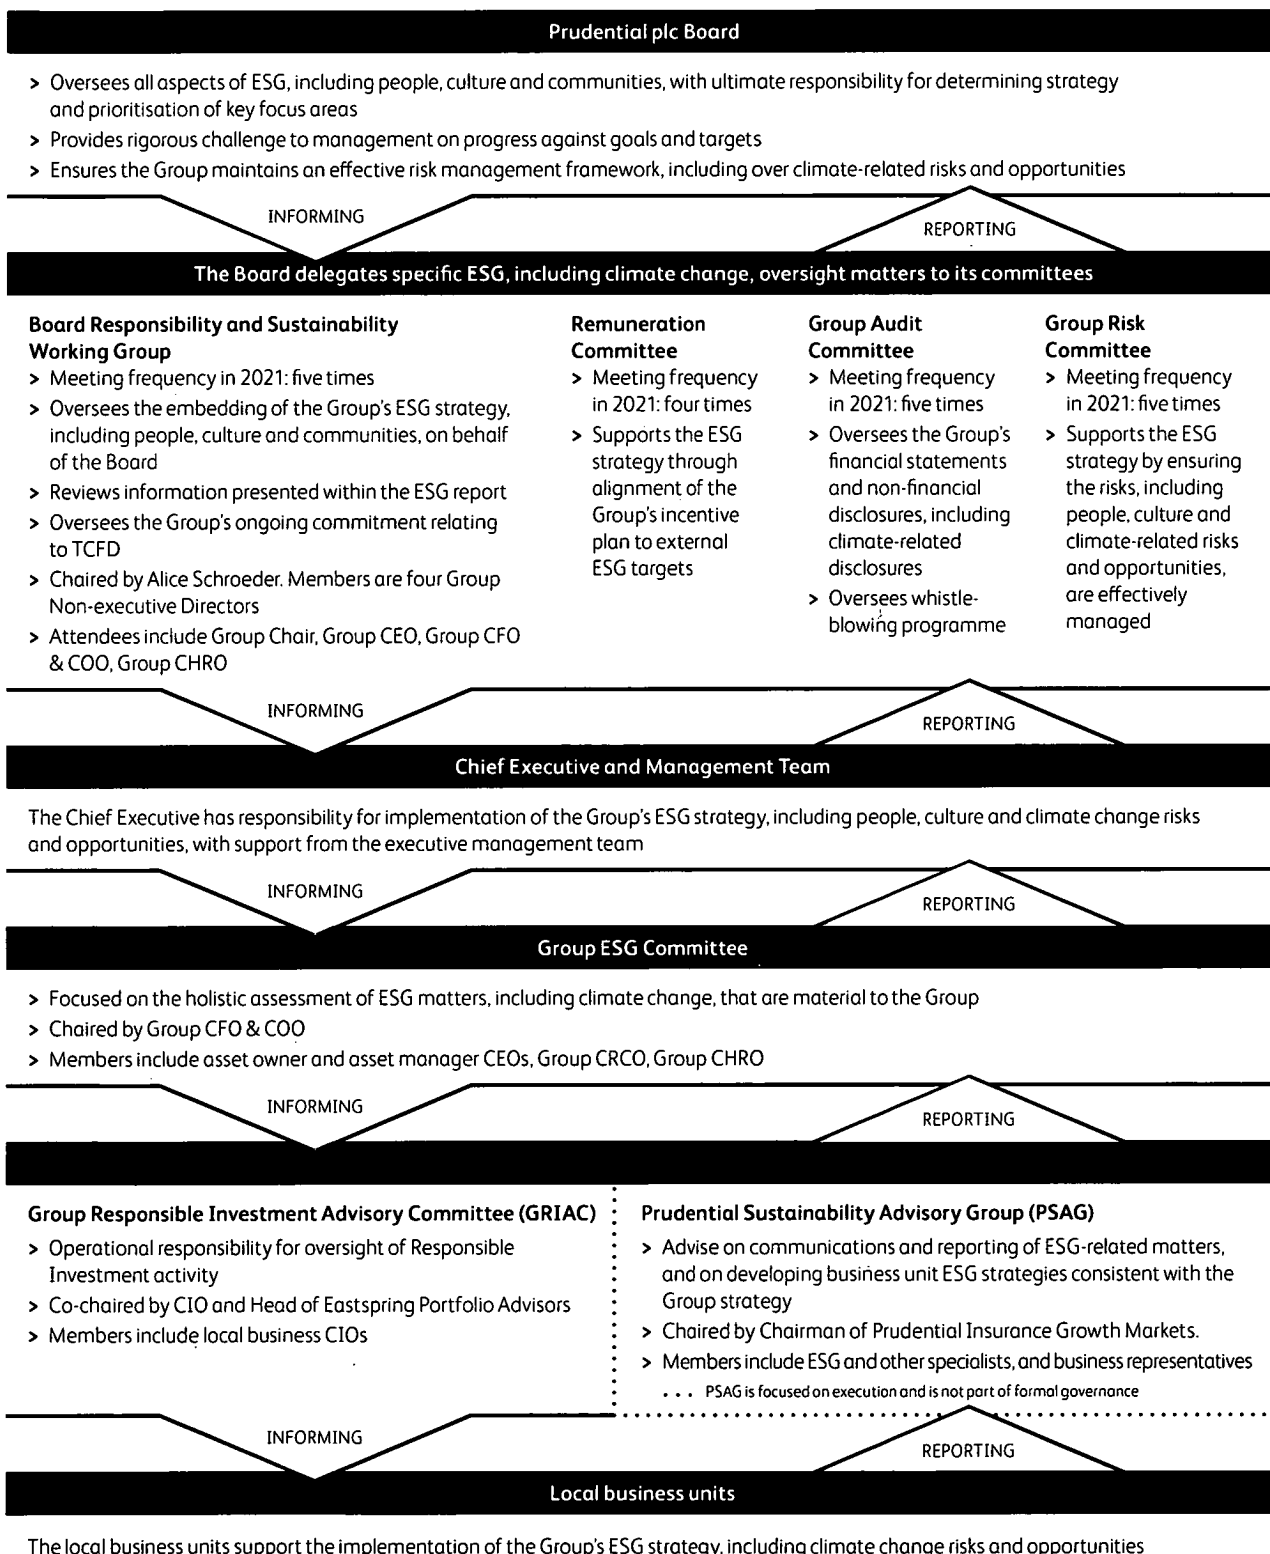 Prudential plc Board
> Oversees all aspects of ESG, including people, culture and communities, with ultimate responsibility for determining strategy
and prioritisation of key focus areas
> Provides rigorous challenge to management on progress against goals and targets
> Ensures the Group maintains an effective risk management framework, including over climate-related risks and opportunities
INFORMING
REPORTING
The Board delegates specific ESG, including climate change, oversight matters to its committees
Board Responsibility and Sustainability
Working Group
> Meeting frequency in 2021: five times
> Oversees the embedding of the Group's ESG strategy,
including people, culture and communities, on behalf
of the Board
> Reviews information presented within the ESG report
> Oversees the Group's ongoing commitment relating
to TCFD
> Chaired by Alice Schroeder. Members are four Group
Non-executive Directors
> Attendees include Group Chair, Group CEO, Group CFO
& COO, Group CHRO
Remuneration
Committee
> Meeting frequency
in 2021: four times
> Supports the ESG
strategy through
alignment of the
Group's incentive
plan to external
ESG targets
Group Audit
Committee
> Meeting frequency
in 2021: five times
> Oversees the Group's
financial statements
and non-financial
disclosures, including
climate-related
disclosures
> Oversees whistle-
blowing programme
Group Risk
Committee
> Meeting frequency
in 2021: five times
> Supports the ESG
strategy by ensuring
the risks, including
people, culture and
climate-related risks
and opportunities,
are effectively
managed
INFORMING
REPORTING
Chief Executive and Management Team
The Chief Executive has responsibility for implementation of the Group's ESG strategy, including people, culture and climate change risks
and opportunities, with support from the executive management team
INFORMING
REPORTING
Group ESG Committee
> Focused on the holistic assessment of ESG matters, including climate change, that are material to the Group
> Chaired by Group CFO & COO
> Members include asset owner and asset manager CEOs, Group CRCO, Group CHRO
INFORMING
REPORTING
Group Responsible Investment Advisory Committee (GRIAC)
> Operational responsibility for oversight of Responsible
Investment activity
> Co-chaired by CIO and Head of Eastspring Portfolio Advisors
> Members include local business CIOs
Prudential Sustainability Advisory Group (PSAG)
> Advise on communications and reporting of ESG-related matters,
and on developing business unit ESG strategies consistent with the
Group strategy
> Chaired by Chairman of Prudential Insurance Growth Markets.
> Members include ESG and other specialists, and business representatives
... PSAG is focused on execution and is not part of formal governance
INFORMING
REPORTING
Local business units
The local business units support the implementation of the Group's ESG strategy, including climate change risks and opportunities